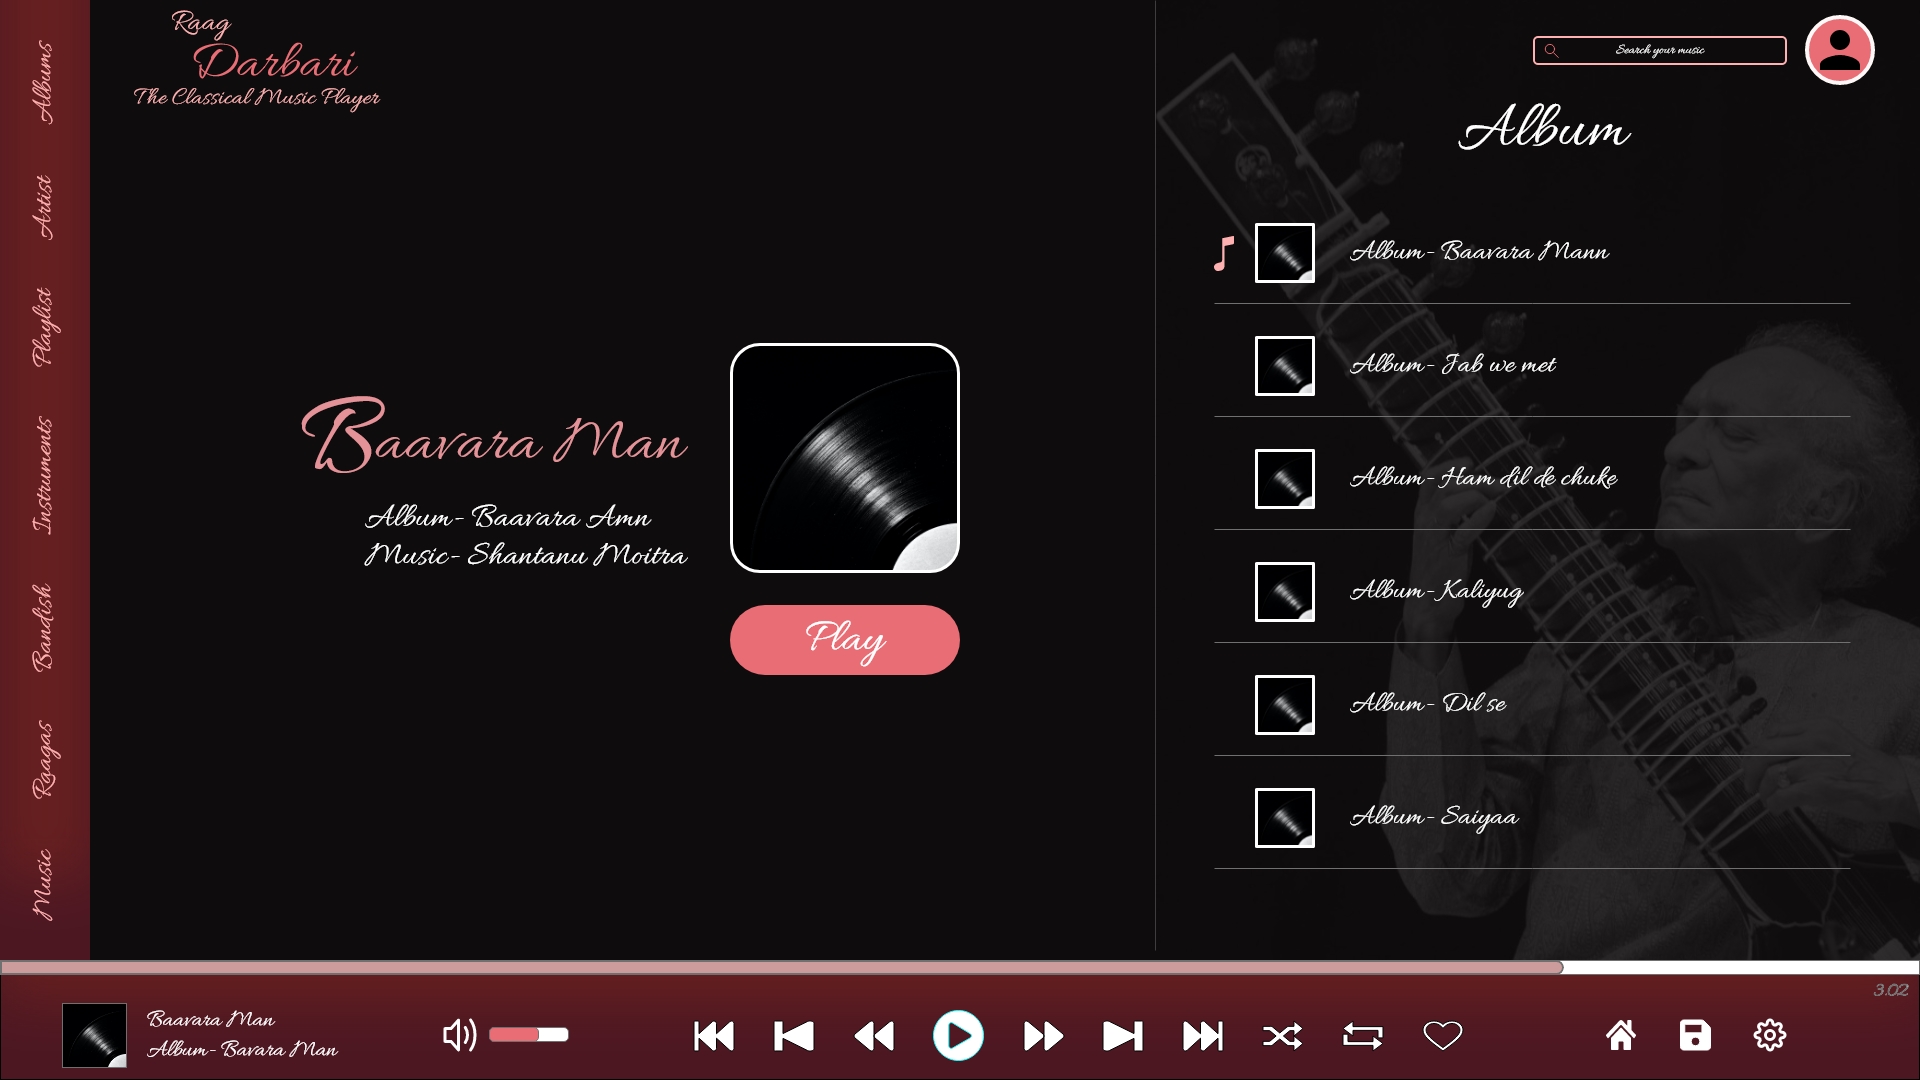 Albums
Artist
Playlist
Instruments
Bandish
Raagas
Music
Raag
Darbari
The Classical Music Player
Baavara Man
Album- Baavara Amn
Music- Shantanu Moitra
Play
Search your music
Album
Album- Baavara Mann
Album- Jab we met
Album- Ham dil de chuke
Album- Kaliyug
Album- Dil se
Album- Saiyaa
3.02
Baavara Man
Album- Bavara Man